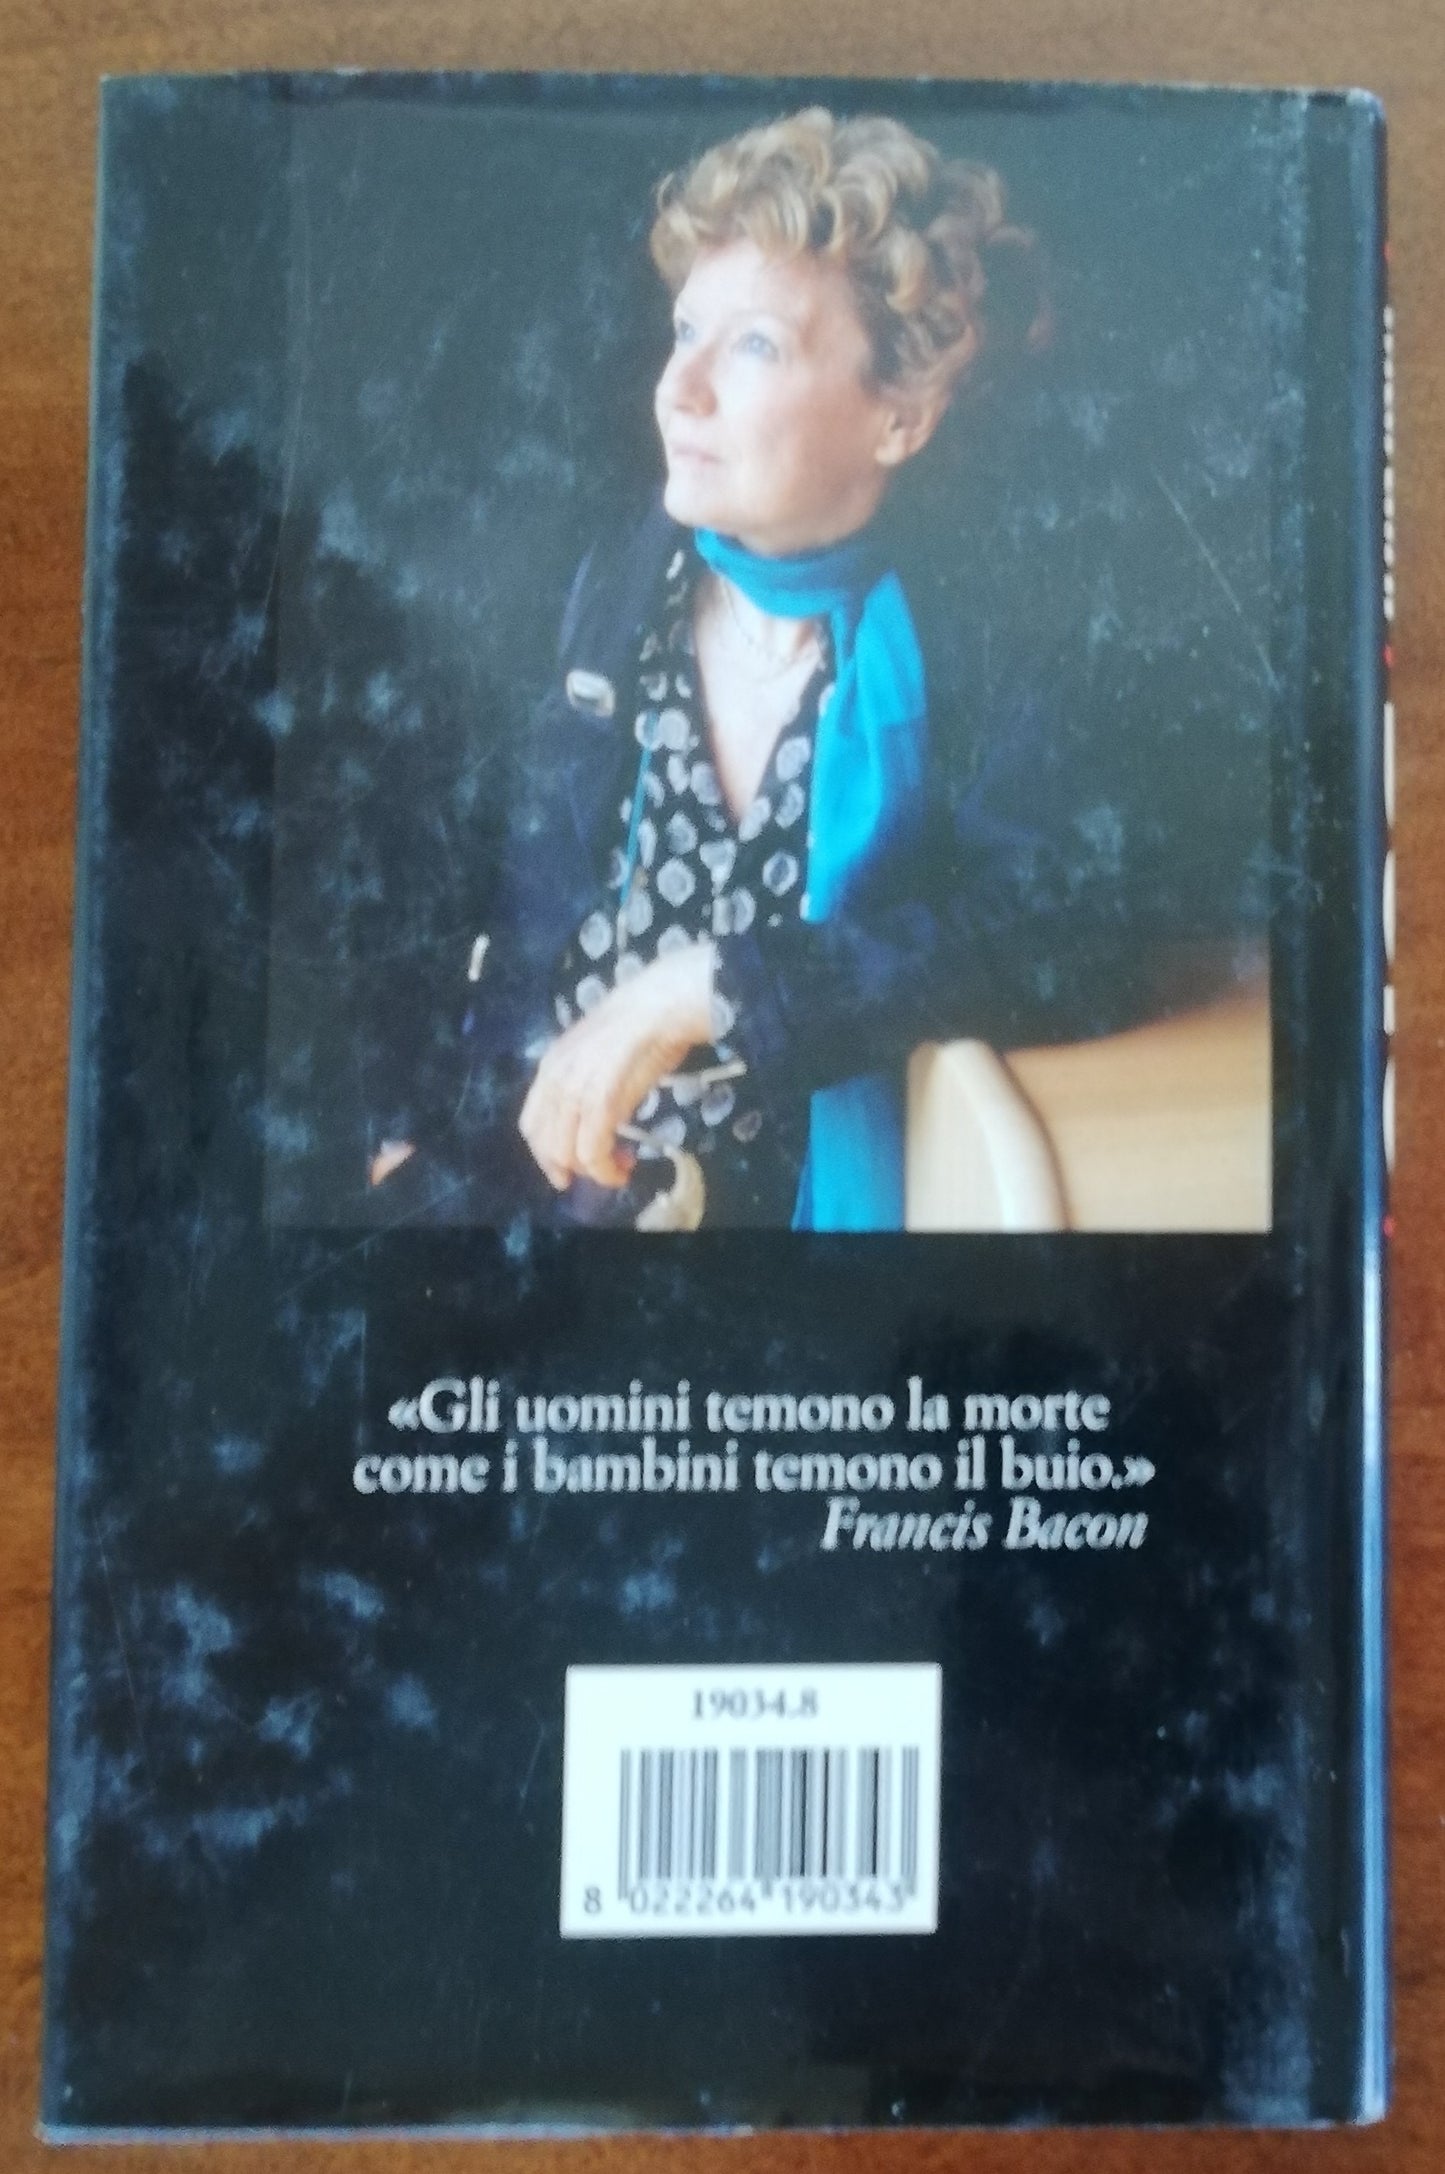 «Gli uomini temono la morte
come i bambini temono il buio.»
Francis Bacon
19034.8
8 022264 190343